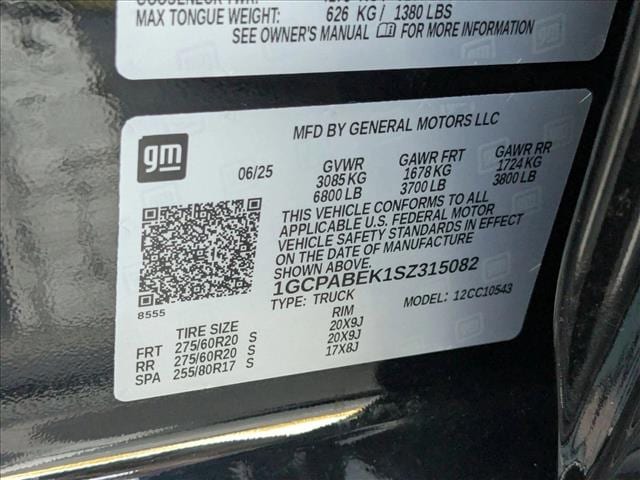 MAX TONGUE WEIGHT: 626 KG / 1380 LBS
SEE OWNER'S MANUAL FOR MORE INFORMATION
gm
MFD BY GENERAL MOTORS LLC
06/25 GVWR GAWR FRT GAWR RR
3085 KG 1678 KG 1724 KG
6800 LB 3700 LB 3800 LB
THIS VEHICLE CONFORMS TO ALL
APPLICABLE U.S. FEDERAL MOTOR
VEHICLE SAFETY STANDARDS IN EFFECT
ON THE DATE OF MANUFACTURE
SHOWN ABOVE.
1GCPABEK1SZ315082
TYPE: TRUCK MODEL: 12CC10543
8555
TIRE SIZE RIM
FRT 275/60R20 S 20X9J
RR 275/60R20 S 20X9J
SPA 255/80R17 S 17X8J